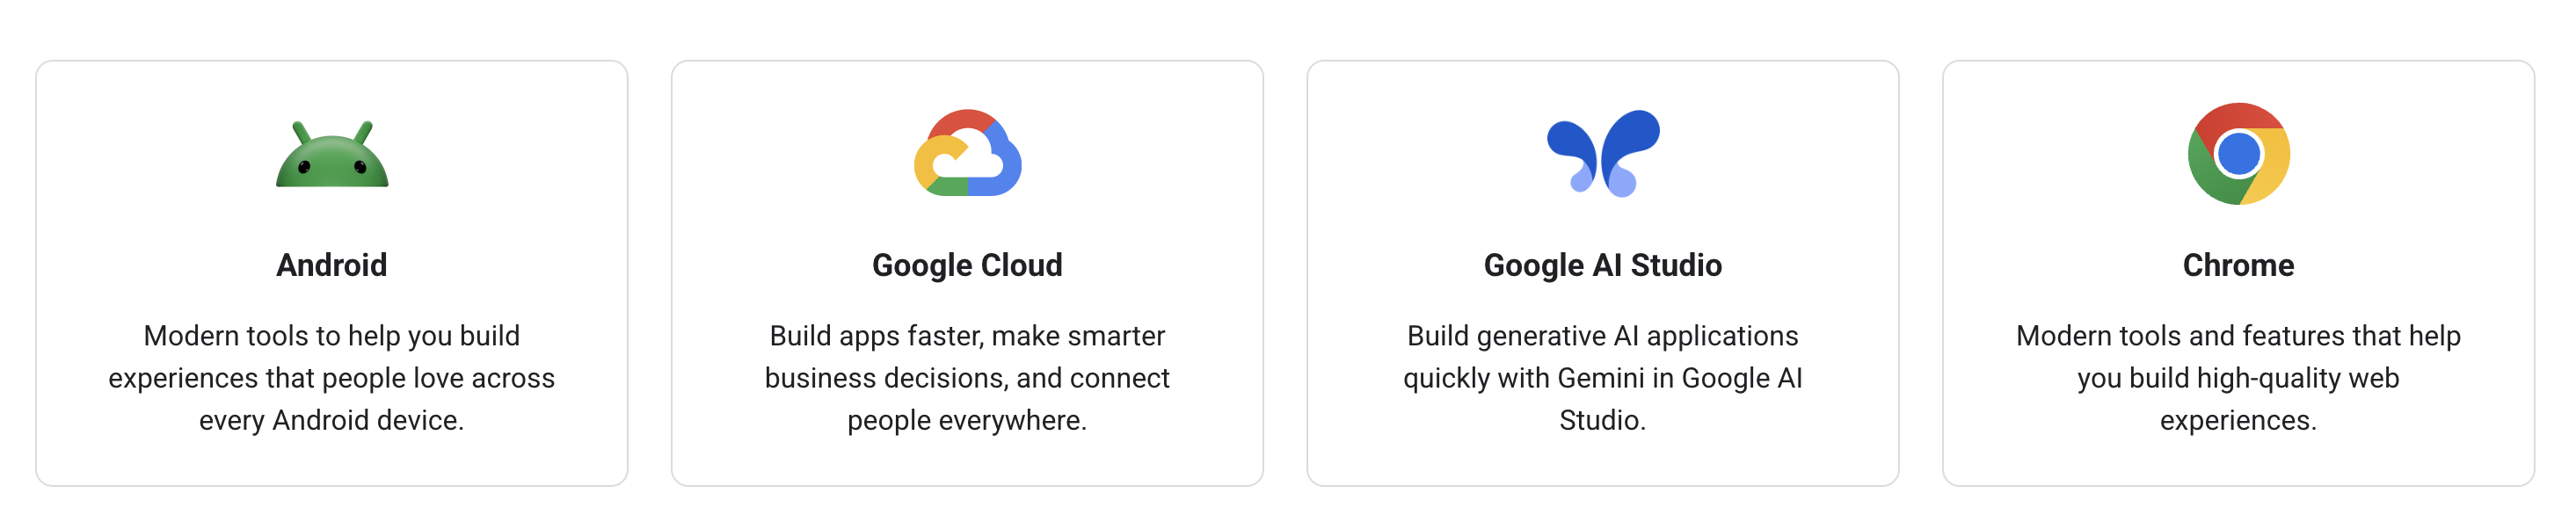 Android
Modern tools to help you build
experiences that people love across
every Android device.
Google Cloud
Build apps faster, make smarter
business decisions, and connect
people everywhere.
Google AI Studio
Build generative AI applications
quickly with Gemini in Google AI
Studio.
Chrome
Modern tools and features that help
you build high-quality web
experiences.